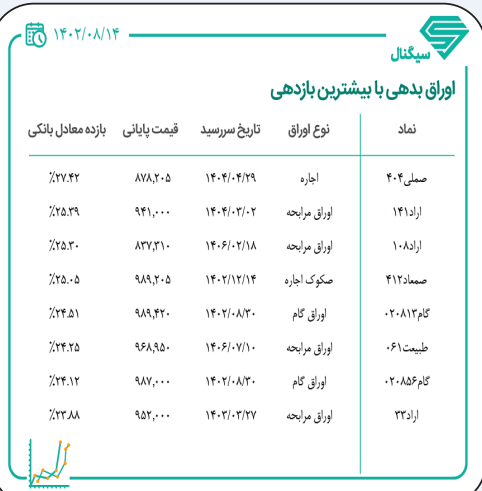 ۱۴۰۲/۰۸/۱۴
سیگنال
اوراق بدهی با بیشترین بازدهی
نماد نوع اوراق تاریخ سررسید قیمت پایانی بازده معادل بانکی
صملی۴۰۴ اجاره ۱۴۰۴/۰۴/۲۹ ۸۷۸,۲۰۵ ٪۲۷.۴۲
اراد۱۴۱ اوراق مرابحه ۱۴۰۴/۰۳/۰۲ ۹۴۱,۰۰۰ ٪۲۵.۳۹
اراد۱۰۸ اوراق مرابحه ۱۴۰۶/۰۲/۱۸ ۸۳۷,۳۱۰ ٪۲۵.۳۰
صمعاد۴۱۲ صکوک اجاره ۱۴۰۲/۱۲/۱۴ ۹۸۹,۲۰۵ ٪۲۵.۰۵
گام۰۲۰۸۱۳ اوراق گام ۱۴۰۲/۰۸/۳۰ ۹۸۹,۴۲۰ ٪۲۴.۵۱
طبیعت۰۶۱ اوراق مرابحه ۱۴۰۶/۰۷/۱۰ ۹۶۸,۹۵۰ ٪۲۴.۲۵
گام۰۲۰۸۵۶ اوراق گام ۱۴۰۲/۰۸/۳۰ ۹۸۷,۰۰۰ ٪۲۴.۱۲
اراد۳۳ اوراق مرابحه ۱۴۰۳/۰۳/۲۷ ۹۵۲,۰۰۰ ٪۲۳.۸۸